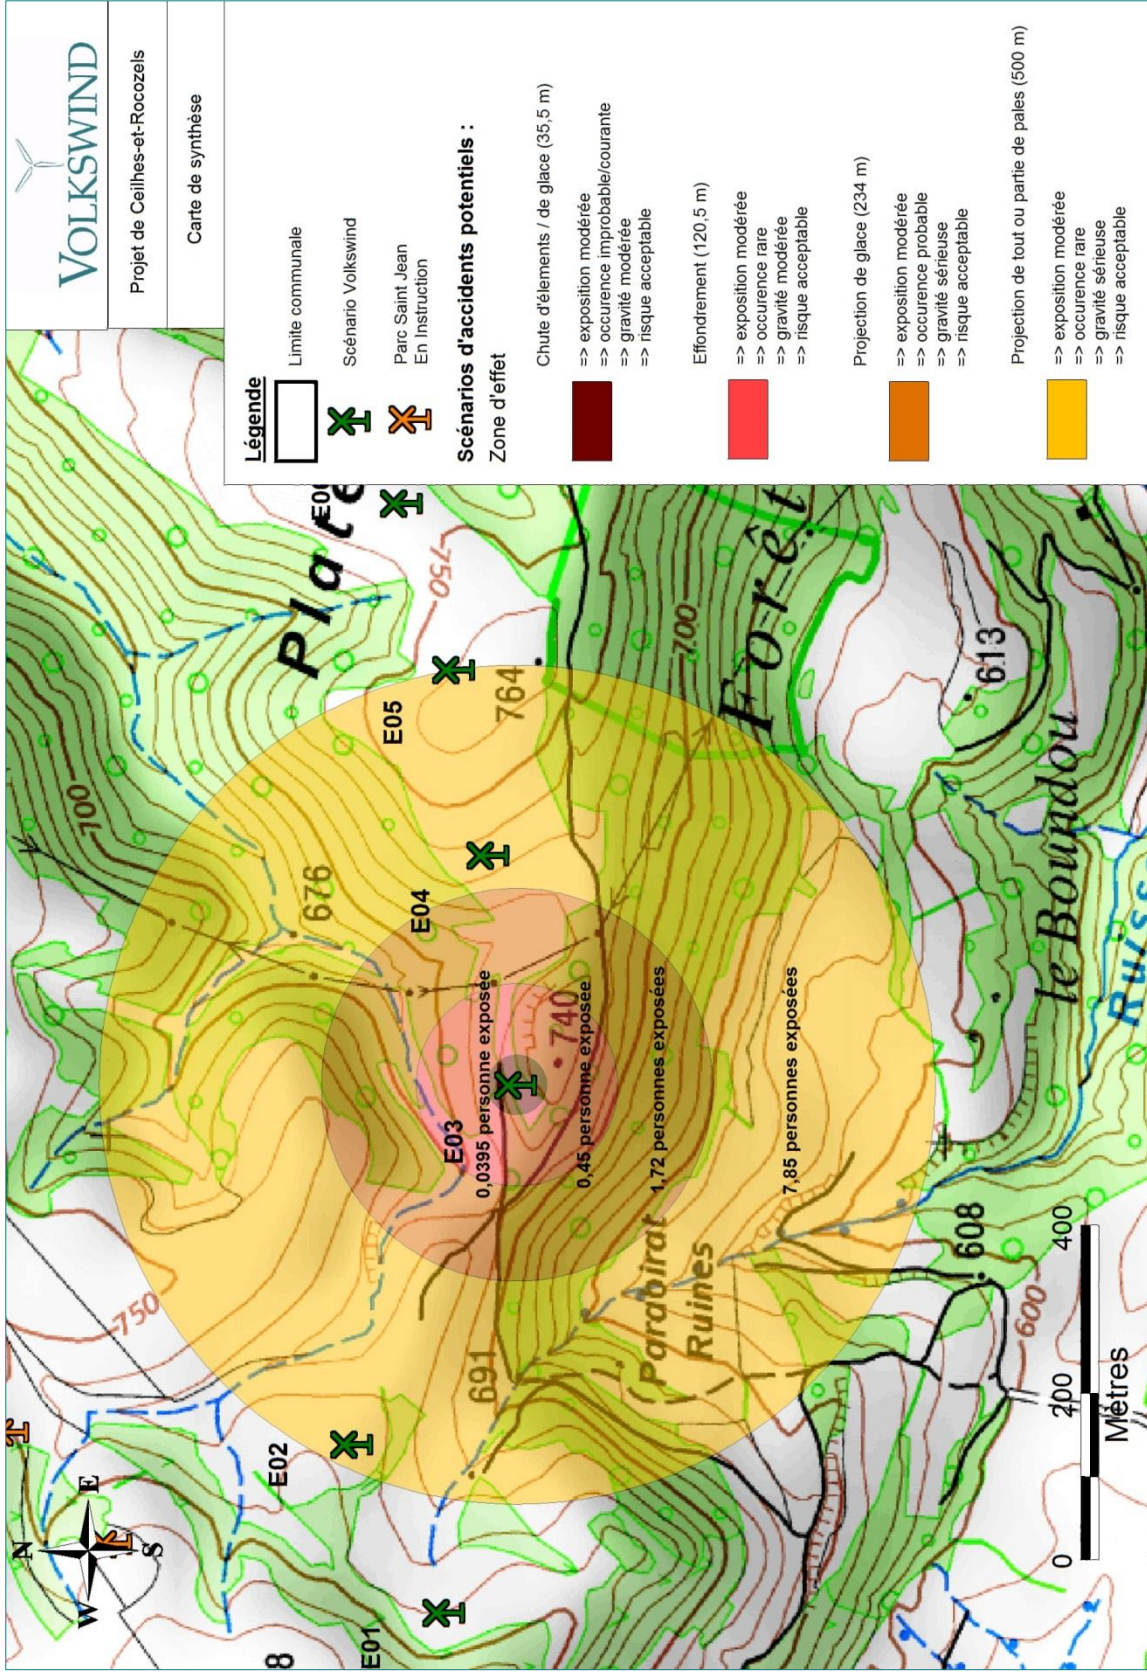 VOLKSWIND
Projet de Ceilhes-et-Rocozels
Carte de synthèse
Légende
Limite communale
Scénario Volkswind
Parc Saint Jean
En Instruction
Scénarios d'accidents potentiels :
Zone d'effet
Chute d'élements / de glace (35,5 m)
=> exposition modérée
=> occurence improbable/courante
=> gravité modérée
=> risque acceptable
Effondrement (120,5 m)
=> exposition modérée
=> occurence rare
=> gravité modérée
=> risque acceptable
Projection de glace (234 m)
=> exposition modérée
=> occurence probable
=> gravité sérieuse
=> risque acceptable
Projection de tout ou partie de pales (500 m)
=> exposition modérée
=> occurence rare
=> gravité sérieuse
=> risque acceptable
N
W
E
S
8
E01
E02
E03
E04
E05
E06
750
700
676
Plate
750
764
691
740
0,0395 personne exposée
0,45 personne exposée
1,72 personnes exposées
7,85 personnes exposées
Parabirat
Ruines
700
Forêt
613
le Boundou
Ruiss
608
600
0
200
400
Mètres